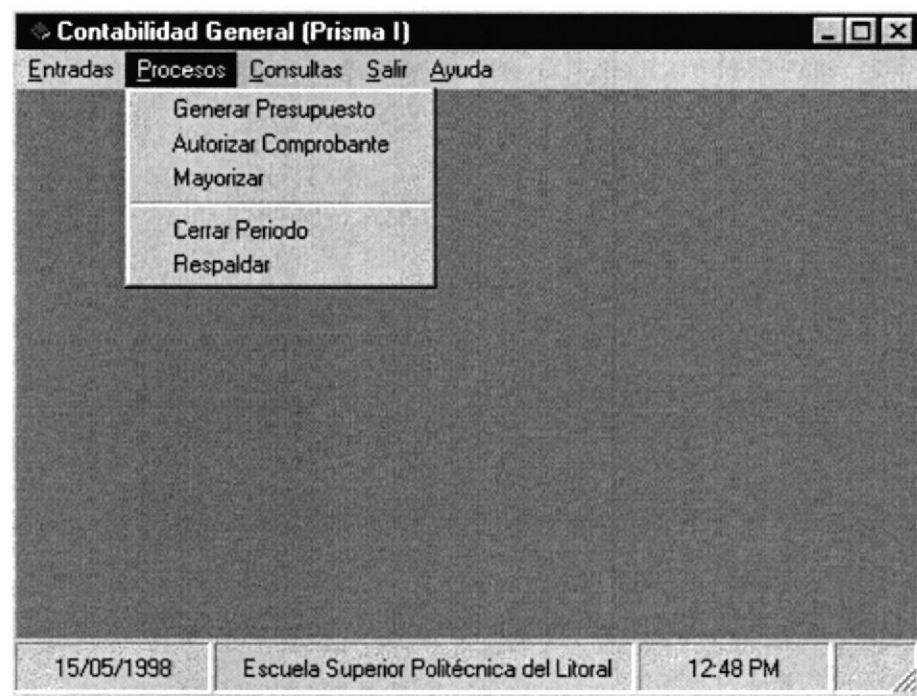 Contabilidad General (Prisma I)
Entradas Procesos Consultas Salir Ayuda
Generar Presupuesto
Autorizar Comprobante
Mayorizar
Cerrar Periodo
Respaldar
15/05/1998 Escuela Superior Politécnica del Litoral 12:48 PM